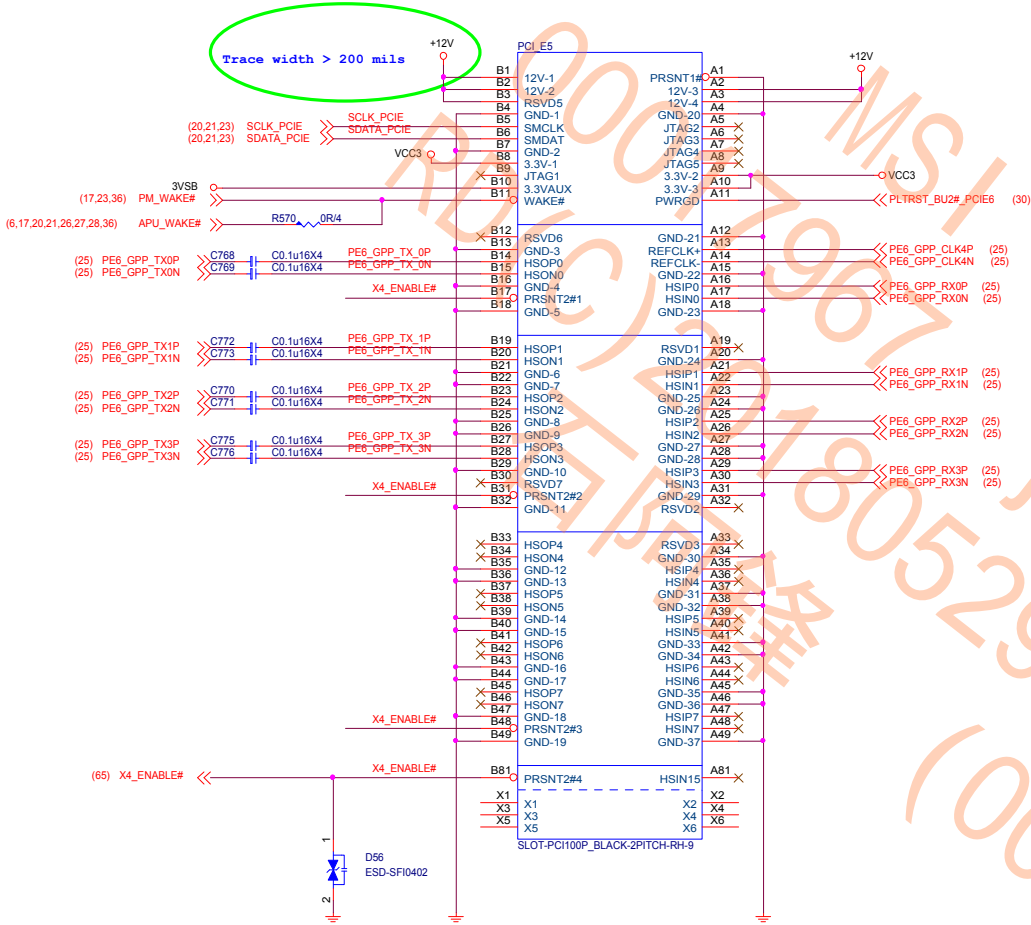 Trace width > 200 mils
+12V
PCI_E5
+12V
B1 12V-1 PRSNT1# A1
B2 12V-2 12V-3 A2
B3 RSVD5 12V-4 A3
B4 GND-1 GND-20 A4
(20,21,23) SCLK_PCIE SCLK_PCIE B5 SMCLK JTAG2 A5
(20,21,23) SDATA_PCIE SDATA_PCIE B6 SMDAT JTAG3 A6
B7 GND-2 JTAG4 A7
VCC3 B8 3.3V-1 JTAG5 A8
B9 JTAG1 3.3V-2 A9 VCC3
3VSB B10 3.3VAUX 3.3V-3 A10
(17,23,36) PM_WAKE# B11 WAKE# PWRGD A11 PLTRST_BU2#_PCIE6 (30)
(6,17,20,21,26,27,28,36) APU_WAKE# R570 0R/4
B12 RSVD6 GND-21 A12
B13 GND-3 REFCLK+ A13 PE6_GPP_CLK4P (25)
(25) PE6_GPP_TX0P C768 C0.1u16X4 PE6_GPP_TX_0P B14 HSOP0 REFCLK- A14 PE6_GPP_CLK4N (25)
(25) PE6_GPP_TX0N C769 C0.1u16X4 PE6_GPP_TX_0N B15 HSON0 GND-22 A15
B16 GND-4 HSIP0 A16 PE6_GPP_RX0P (25)
X4_ENABLE# B17 PRSNT2#1 HSIN0 A17 PE6_GPP_RX0N (25)
B18 GND-5 GND-23 A18
(25) PE6_GPP_TX1P C772 C0.1u16X4 PE6_GPP_TX_1P B19 HSOP1 RSVD1 A19
(25) PE6_GPP_TX1N C773 C0.1u16X4 PE6_GPP_TX_1N B20 HSON1 GND-24 A20
B21 GND-6 HSIP1 A21 PE6_GPP_RX1P (25)
B22 GND-7 HSIN1 A22 PE6_GPP_RX1N (25)
(25) PE6_GPP_TX2P C770 C0.1u16X4 PE6_GPP_TX_2P B23 HSOP2 GND-25 A23
(25) PE6_GPP_TX2N C771 C0.1u16X4 PE6_GPP_TX_2N B24 HSON2 GND-26 A24
B25 GND-8 HSIP2 A25 PE6_GPP_RX2P (25)
B26 GND-9 HSIN2 A26 PE6_GPP_RX2N (25)
(25) PE6_GPP_TX3P C775 C0.1u16X4 PE6_GPP_TX_3P B27 HSOP3 GND-27 A27
(25) PE6_GPP_TX3N C776 C0.1u16X4 PE6_GPP_TX_3N B28 HSON3 GND-28 A28
B29 GND-10 HSIP3 A29 PE6_GPP_RX3P (25)
B30 RSVD7 HSIN3 A30 PE6_GPP_RX3N (25)
X4_ENABLE# B31 PRSNT2#2 GND-29 A31
B32 GND-11 RSVD2 A32
B33 HSOP4 RSVD3 A33
B34 HSON4 GND-30 A34
B35 GND-12 HSIP4 A35
B36 GND-13 HSIN4 A36
B37 HSOP5 GND-31 A37
B38 HSON5 GND-32 A38
B39 GND-14 HSIP5 A39
B40 GND-15 HSIN5 A40
B41 HSOP6 GND-33 A41
B42 HSON6 GND-34 A42
B43 GND-16 HSIP6 A43
B44 GND-17 HSIN6 A44
B45 HSOP7 GND-35 A45
B46 HSON7 GND-36 A46
B47 GND-18 HSIP7 A47
X4_ENABLE# B48 PRSNT2#3 HSIN7 A48
B49 GND-19 GND-37 A49
(65) X4_ENABLE# X4_ENABLE# B81 PRSNT2#4 HSIN15 A81
X1 X1 X2 X2
X3 X3 X4 X4
X5 X5 X6 X6
SLOT-PCI100P_BLACK-2PITCH-RH-9
1
D56
ESD-SFI0402
2
MSI
00017967
RD(C)20180529
(00